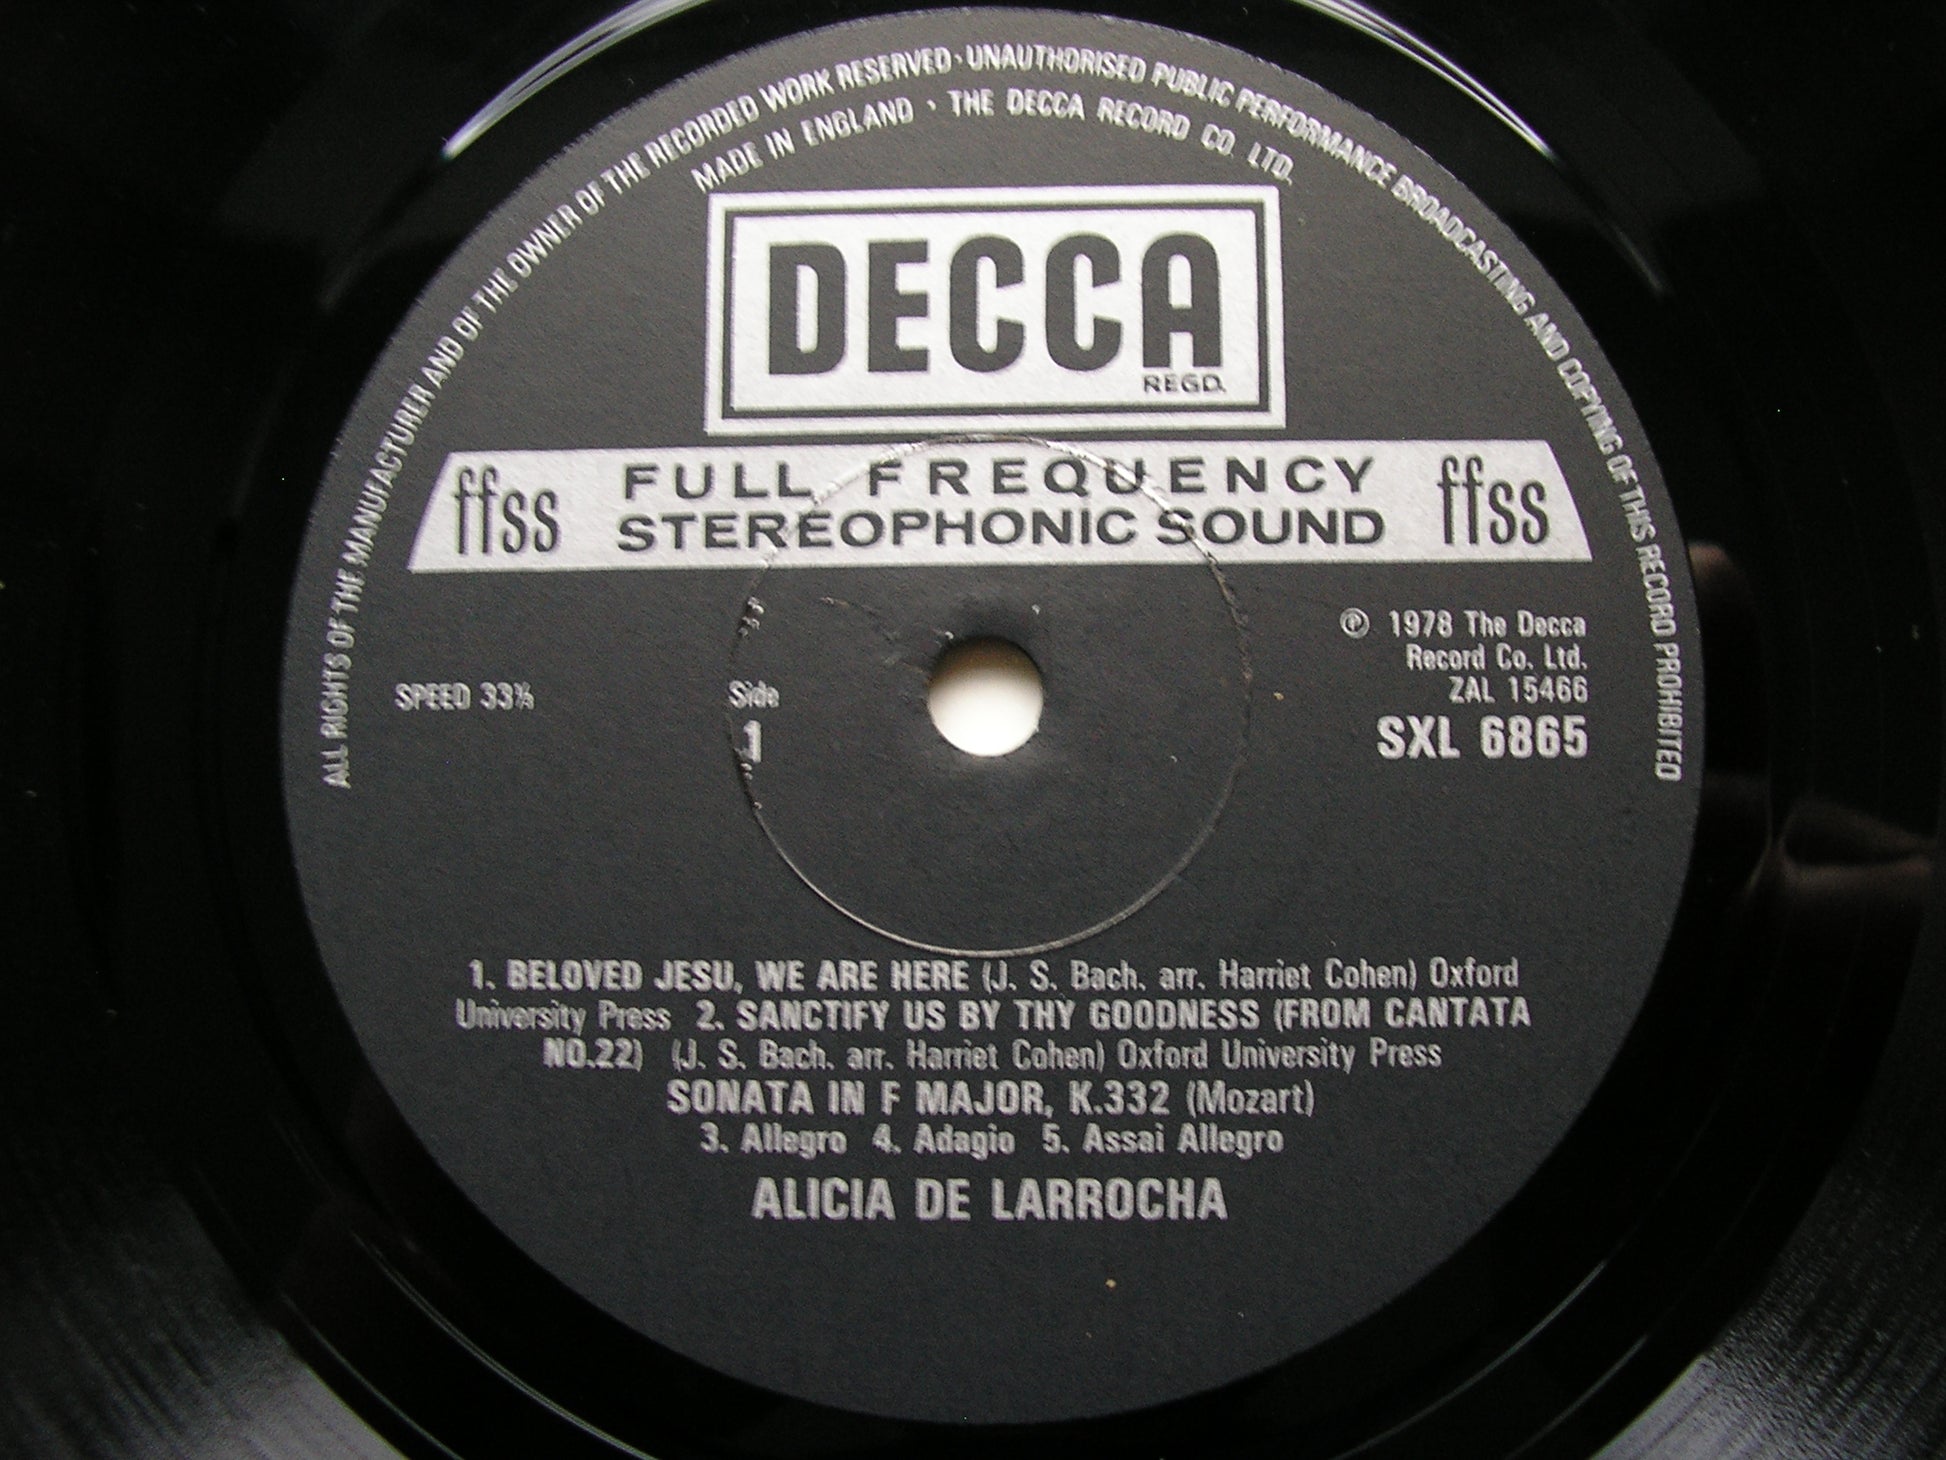 ALL RIGHTS OF THE MANUFACTURER AND OF THE OWNER OF THE RECORDED WORK RESERVED · UNAUTHORISED PUBLIC PERFORMANCE BROADCASTING AND COPYING OF THIS RECORD PROHIBITED
MADE IN ENGLAND · THE DECCA RECORD CO. LTD.
DECCA
REGD.
ffss FULL FREQUENCY ffss
STEREOPHONIC SOUND
℗ 1978 The Decca
Record Co. Ltd.
ZAL 15466
SXL 6865
SPEED 33⅓
Side
1
1. BELOVED JESU, WE ARE HERE (J. S. Bach. arr. Harriet Cohen) Oxford
University Press 2. SANCTIFY US BY THY GOODNESS (FROM CANTATA
NO.22) (J. S. Bach. arr. Harriet Cohen) Oxford University Press
SONATA IN F MAJOR, K.332 (Mozart)
3. Allegro 4. Adagio 5. Assai Allegro
ALICIA DE LARROCHA